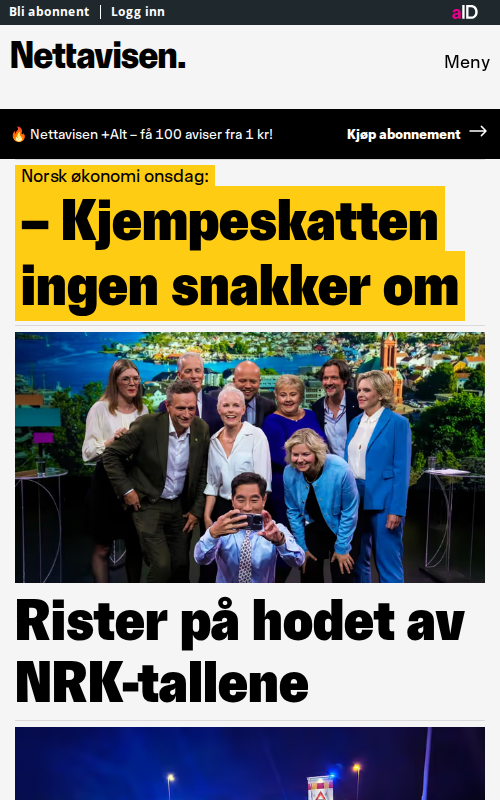 Bli abonnent
Logg inn
aID
Nettavisen.
Meny
🔥 Nettavisen +Alt – få 100 aviser fra 1 kr!
Kjøp abonnement →
Norsk økonomi onsdag:
– Kjempeskatten
ingen snakker om
Rister på hodet av
NRK-tallene